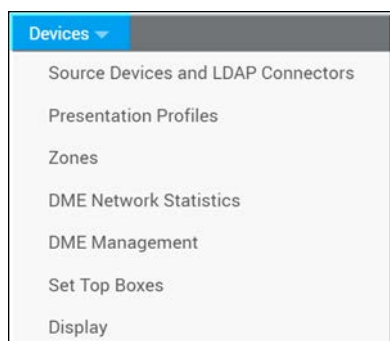 Devices
Source Devices and LDAP Connectors
Presentation Profiles
Zones
DME Network Statistics
DME Management
Set Top Boxes
Display